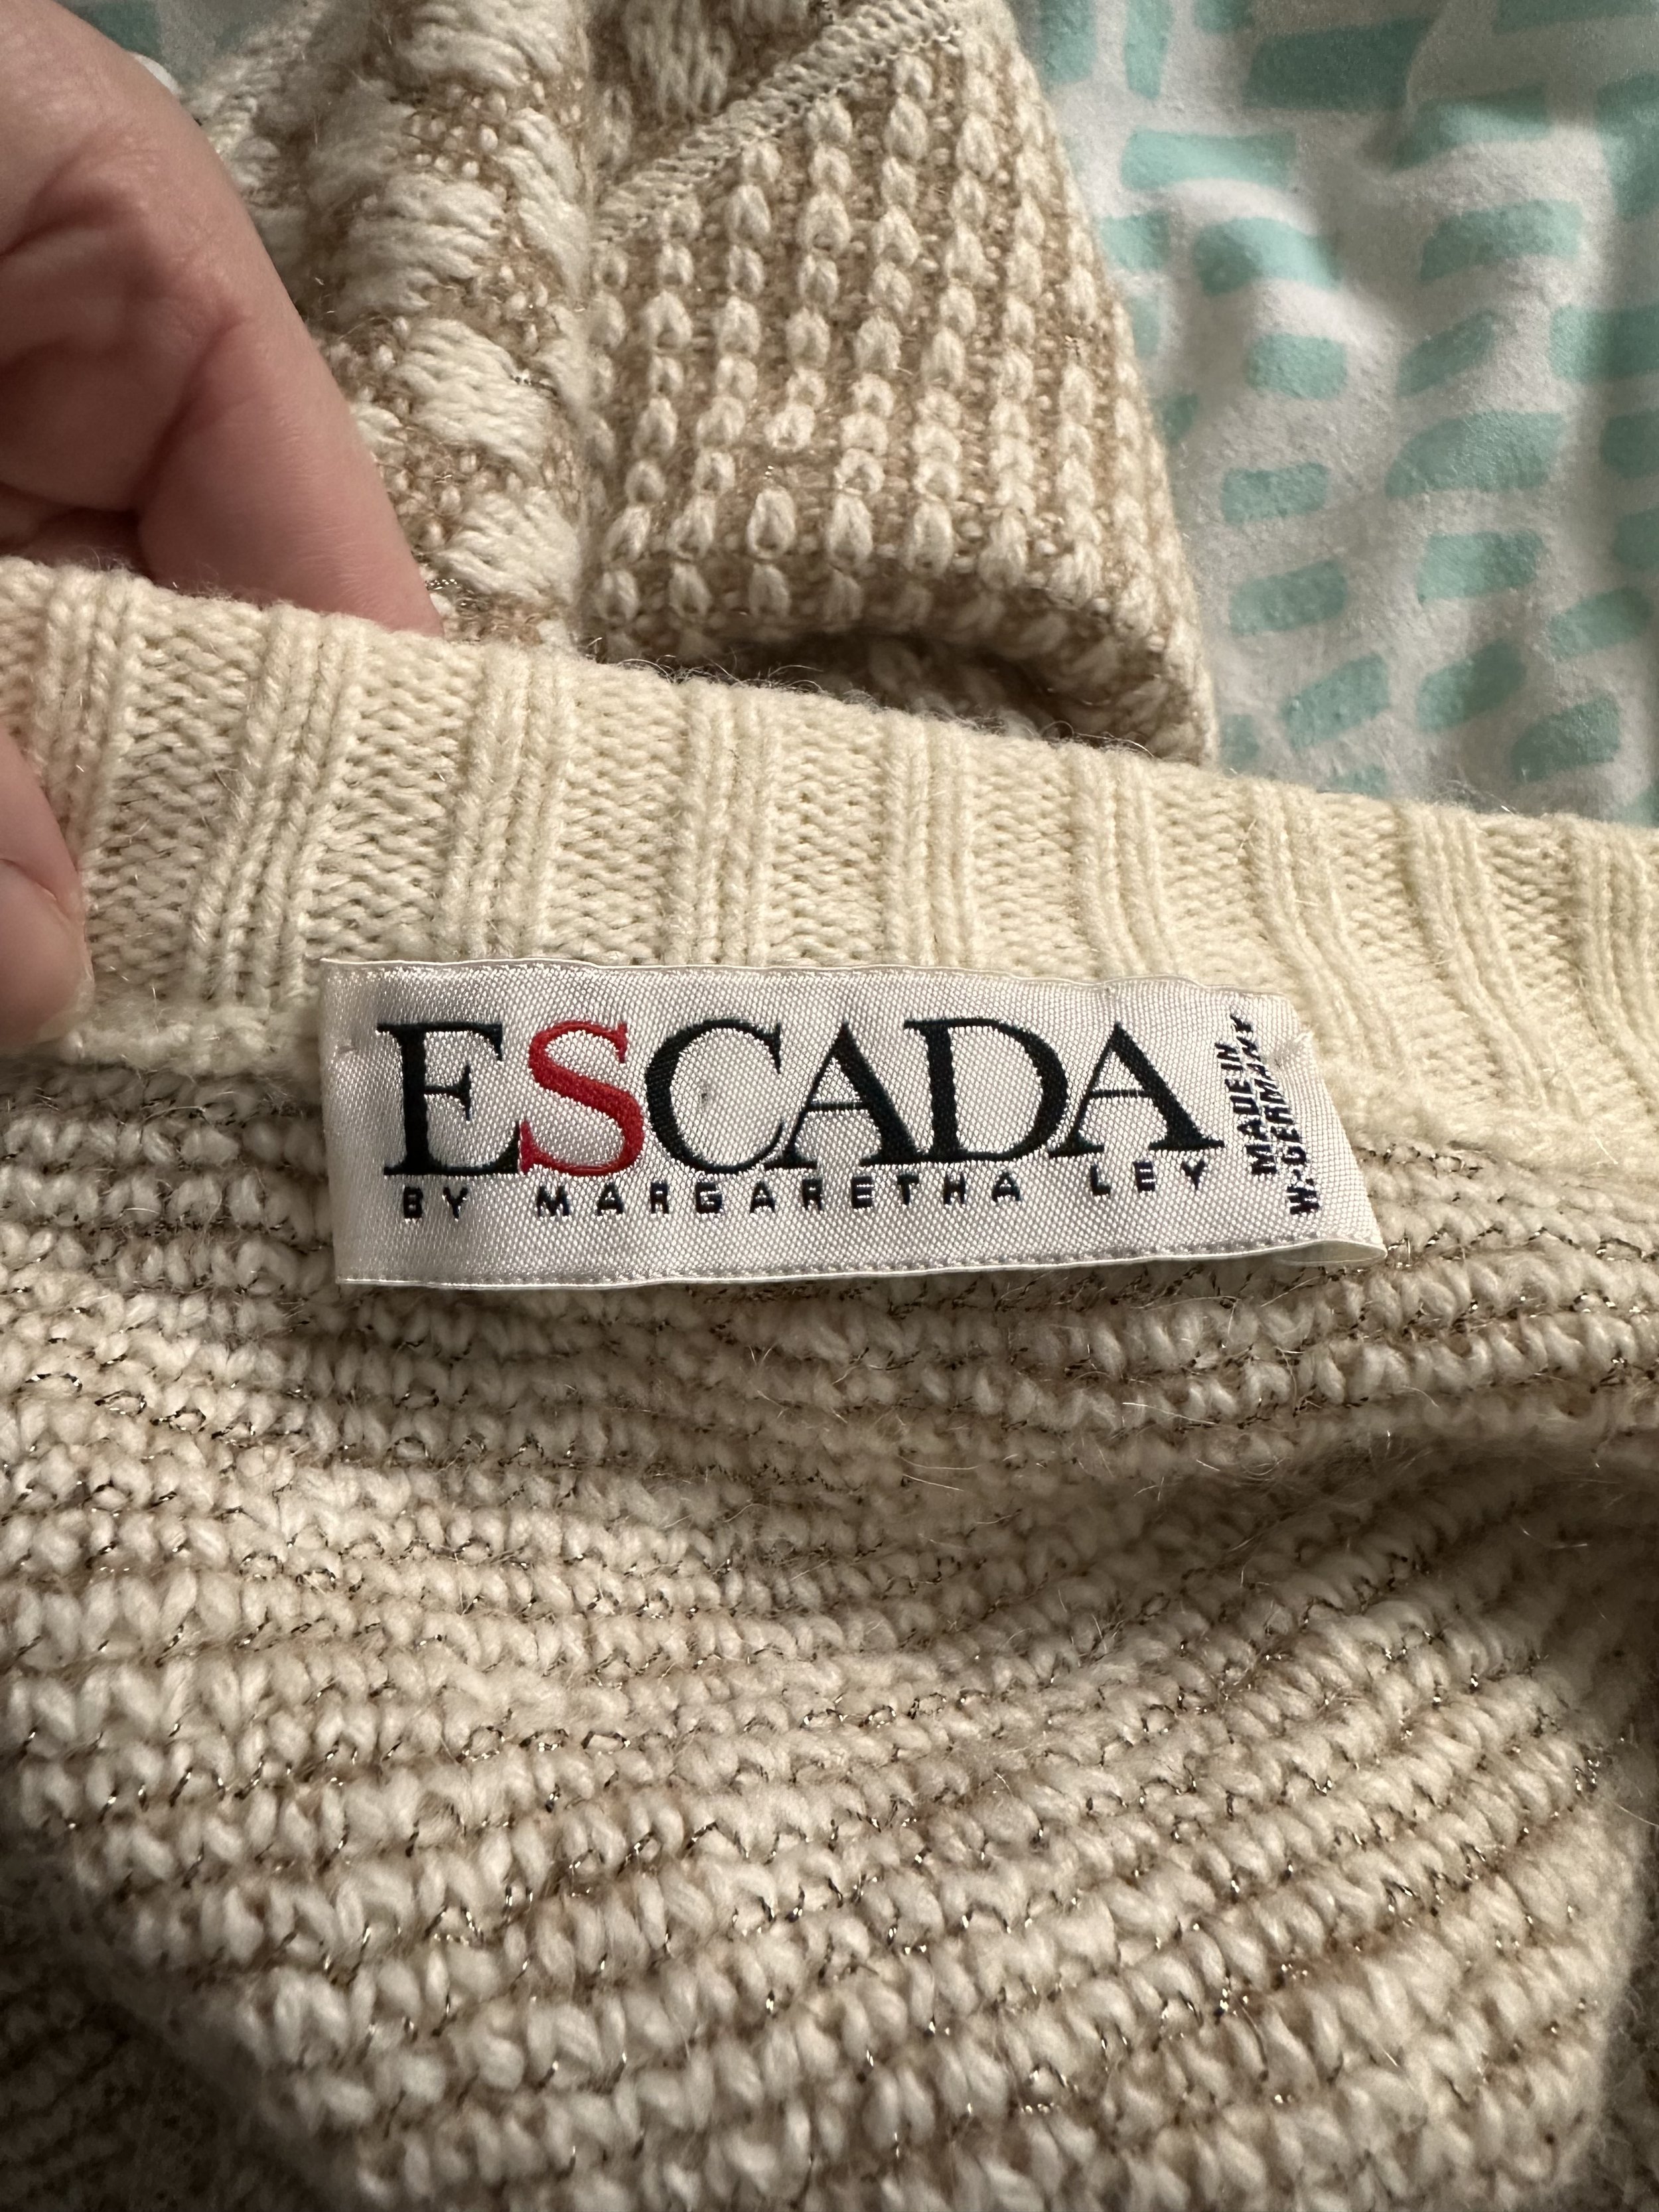 ESCADA
BY MARGARETHA LEY
MADE IN
W.-GERMANY